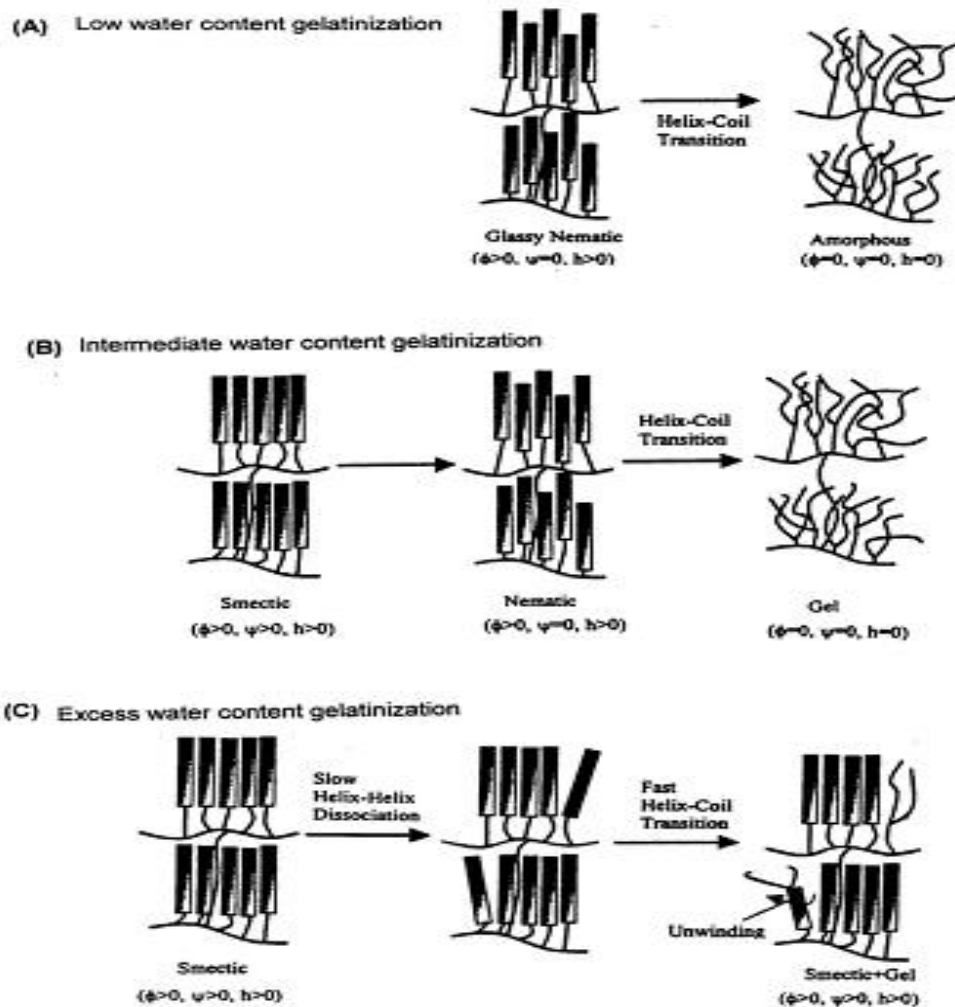 (A) Low water content gelatinization
Helix-Coil
Transition
Glassy Nematic
(ϕ>0, ψ=0, h>0)
Amorphous
(ϕ=0, ψ=0, h=0)
(B) Intermediate water content gelatinization
Helix-Coil
Transition
Smectic
(ϕ>0, ψ>0, h>0)
Nematic
(ϕ>0, ψ=0, h>0)
Gel
(ϕ=0, ψ=0, h=0)
(C) Excess water content gelatinization
Slow
Helix-Helix
Dissociation
Fast
Helix-Coil
Transition
Unwinding
Smectic
(ϕ>0, ψ>0, h>0)
Smectic+Gel
(ϕ>0, ψ>0, h>0)